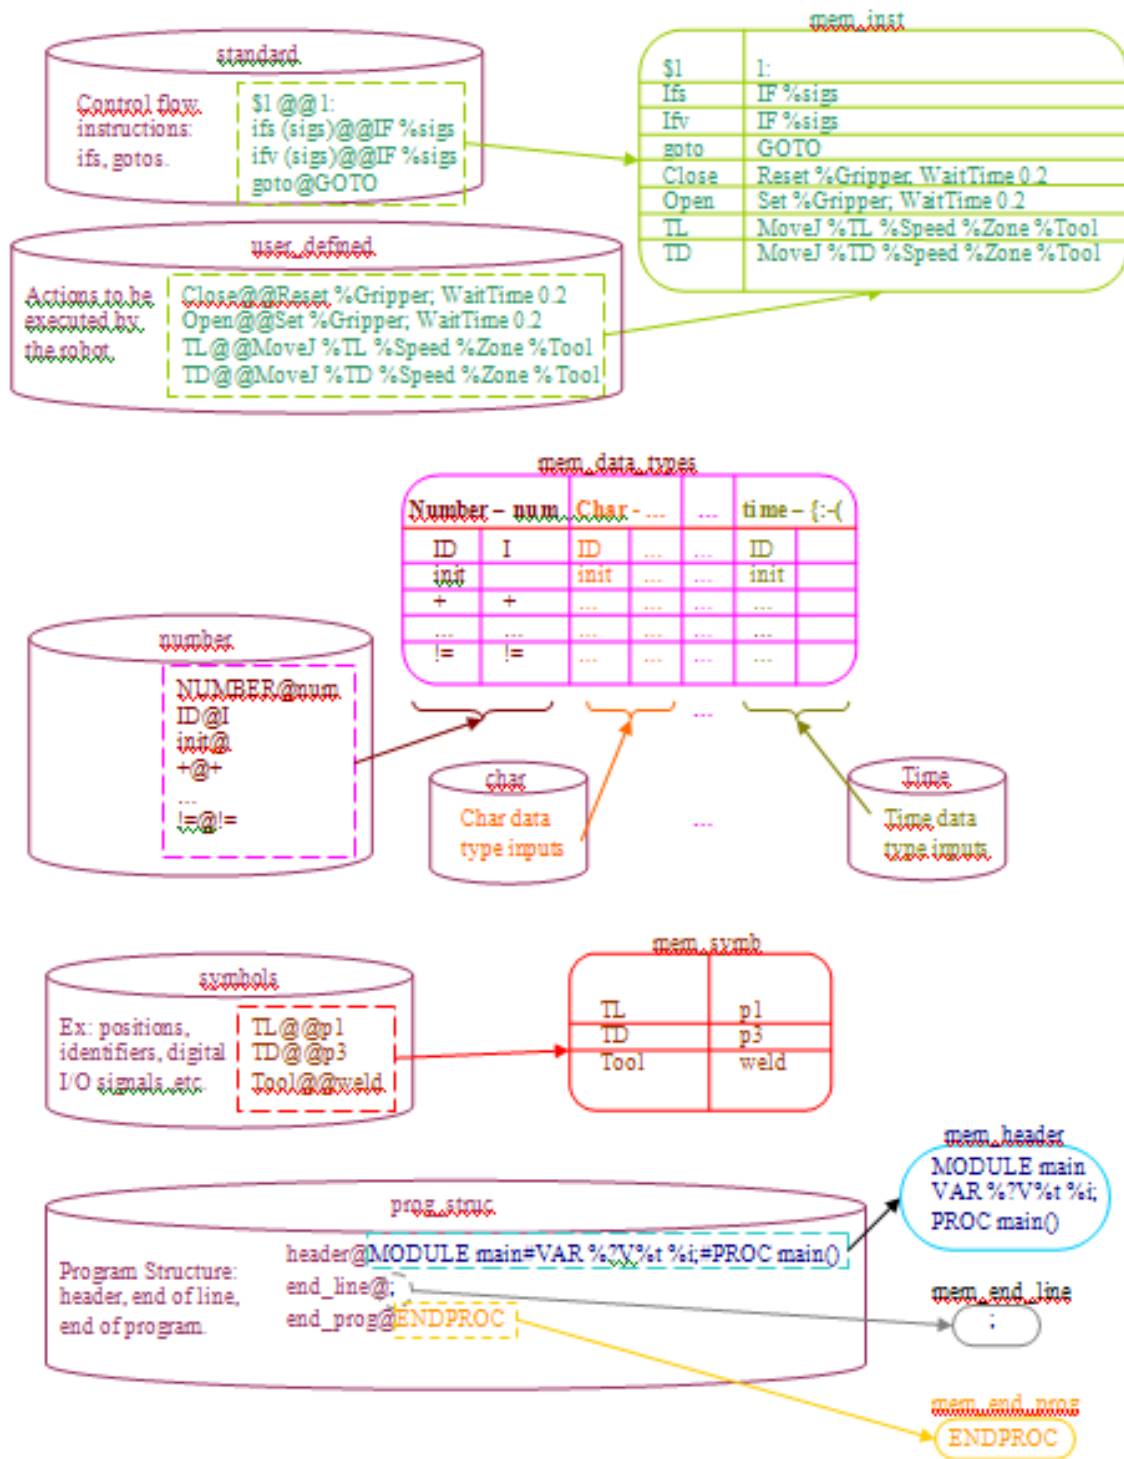 mem_inst
standard
Control flow
instructions:
ifs, gotos.
$1 @@1:
ifs (sigs)@@IF %sigs
ifv (sigs)@@IF %sigs
goto@GOTO
$1 1:
Ifs IF %sigs
Ifv IF %sigs
goto GOTO
Close Reset %Gripper; WaitTime 0.2
Open Set %Gripper; WaitTime 0.2
TL MoveJ %TL %Speed %Zone %Tool
TD MoveJ %TD %Speed %Zone %Tool
user_defined
Actions to be
executed by
the robot.
Close@@Reset %Gripper; WaitTime 0.2
Open@@Set %Gripper; WaitTime 0.2
TL@@MoveJ %TL %Speed %Zone %Tool
TD@@MoveJ %TD %Speed %Zone %Tool
mem_data_types
Number – num Char - ... ... time – {:-(
ID I ID ... ... ID
init init ... ... init
+ + ... ... ... ...
... ... ... ... ... ...
!= != ... ... ... ...
number
NUMBER@num
ID@I
init@
+@+
...
!=@!=
...
char
Char data
type inputs
...
Time
Time data
type inputs
symbols
Ex: positions,
identifiers, digital
I/O signals, etc.
TL@@p1
TD@@p3
Tool@@weld
mem_symb
TL p1
TD p3
Tool weld
prog_struc
Program Structure:
header, end of line,
end of program.
header@MODULE main#VAR %?V%t %i;#PROC main()
end_line@;
end_prog@ENDPROC
mem_header
MODULE main
VAR %?V%t %i;
PROC main()
mem_end_line
;
mem_end_prog
ENDPROC